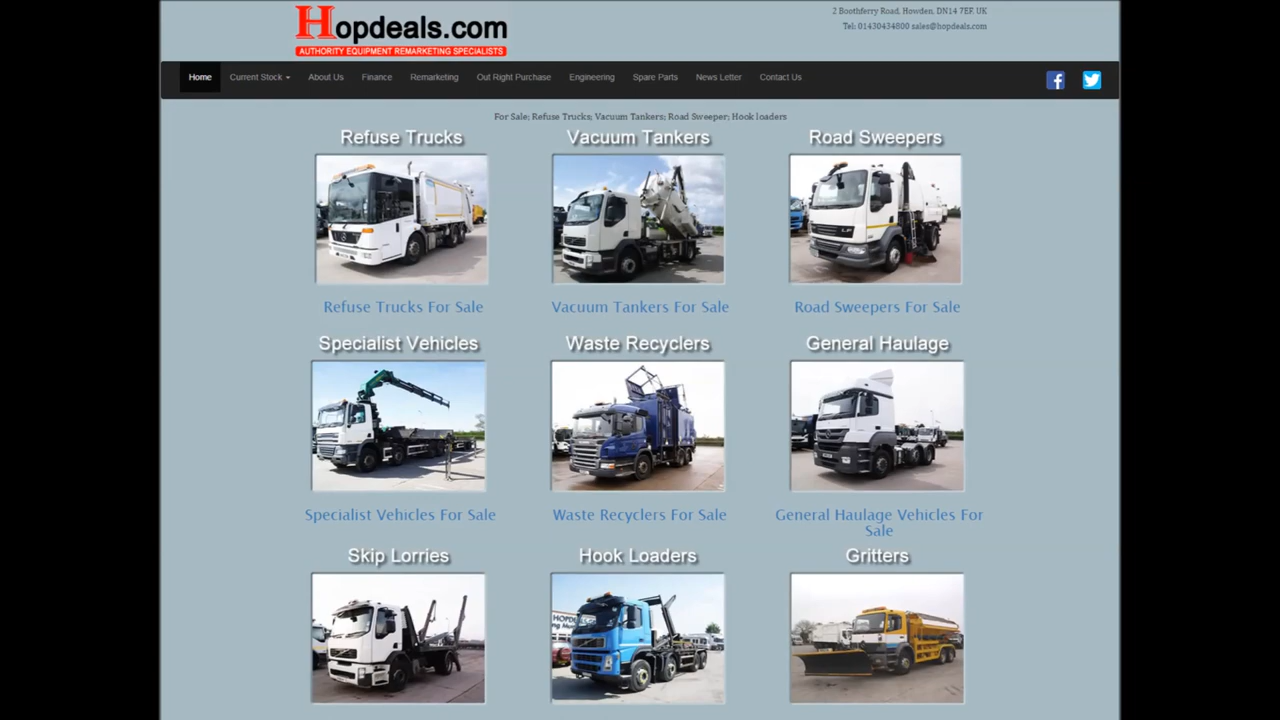 Hopdeals.com
AUTHORITY EQUIPMENT REMARKETING SPECIALISTS
2 Boothferry Road, Howden, DN14 7EF, UK
Tel: 01430434800 sales@hopdeals.com
Home Current Stock About Us Finance Remarketing Out Right Purchase Engineering Spare Parts News Letter Contact Us
For Sale; Refuse Trucks; Vacuum Tankers; Road Sweeper; Hook loaders
Refuse Trucks Vacuum Tankers Road Sweepers
Refuse Trucks For Sale Vacuum Tankers For Sale Road Sweepers For Sale
Specialist Vehicles Waste Recyclers General Haulage
Specialist Vehicles For Sale Waste Recyclers For Sale General Haulage Vehicles For
Sale
Skip Lorries Hook Loaders Gritters